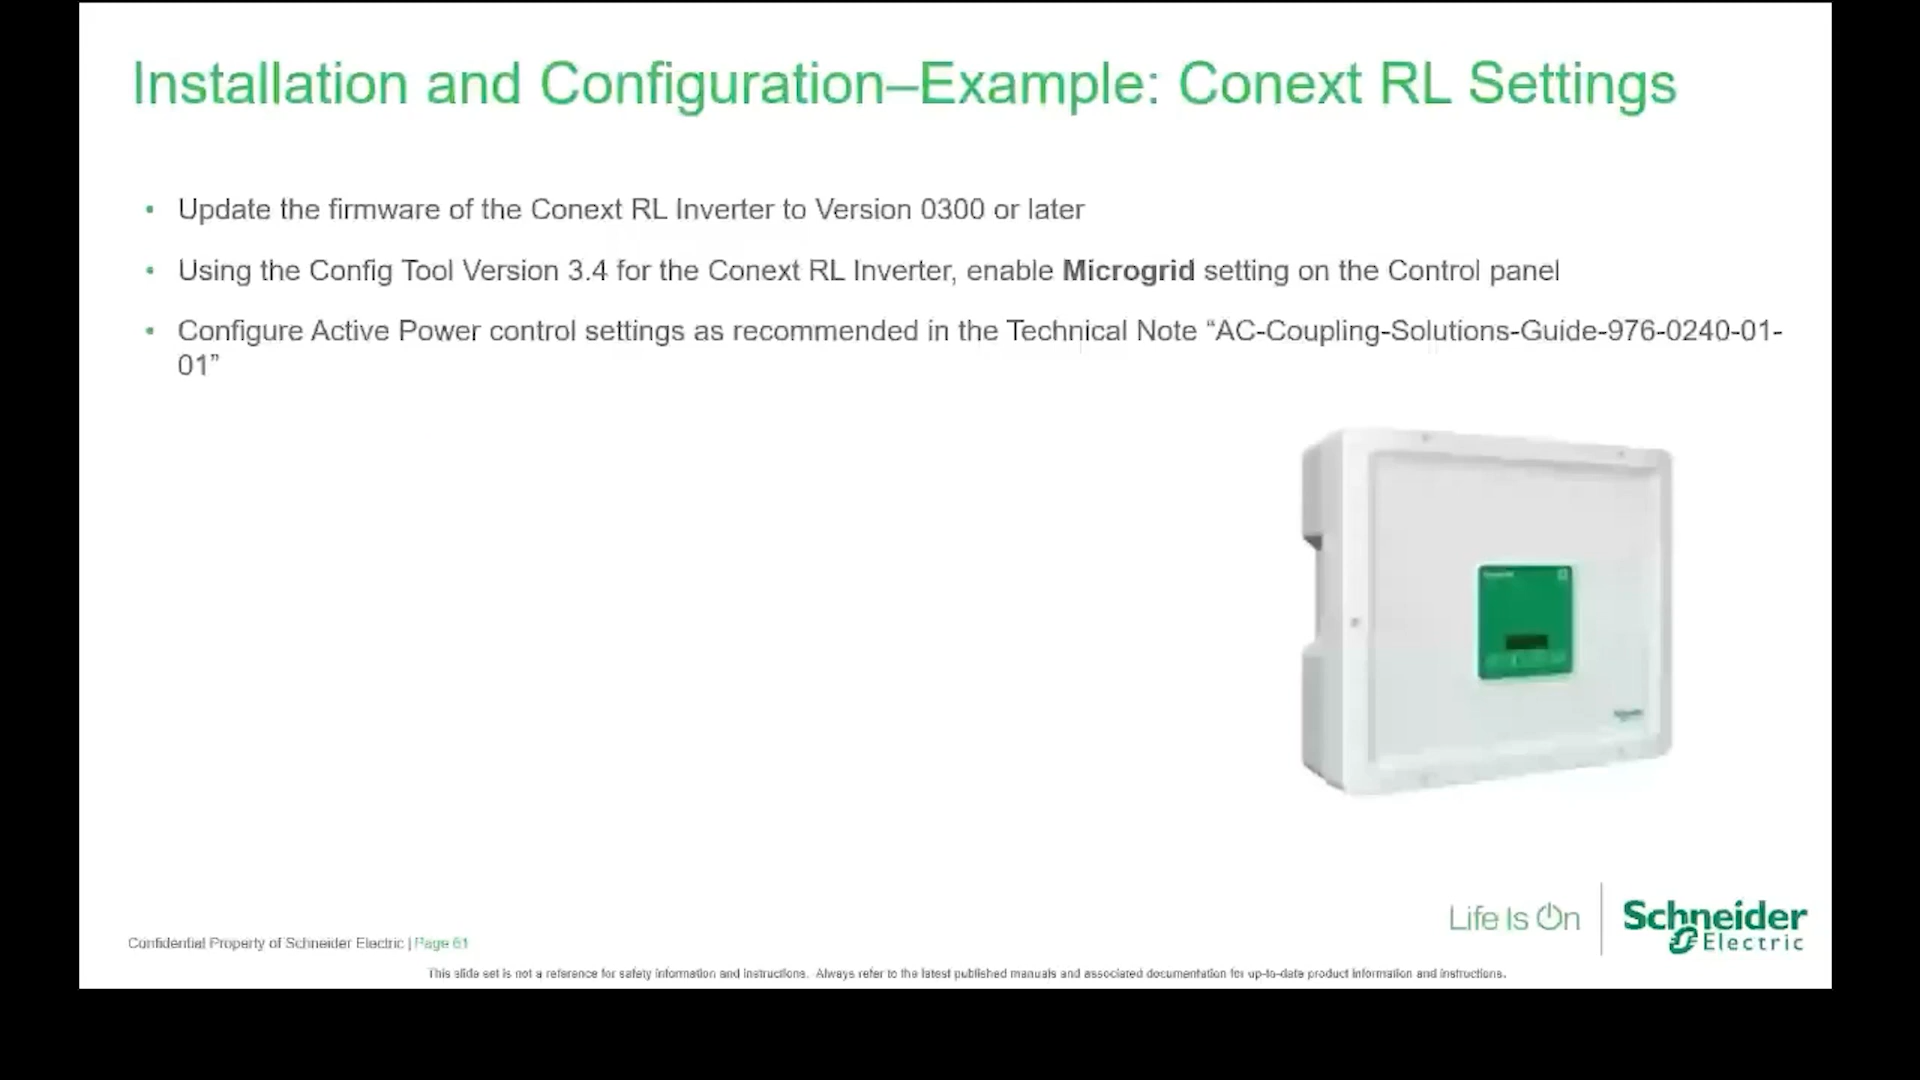 Installation and Configuration–Example: Conext RL Settings
• Update the firmware of the Conext RL Inverter to Version 0300 or later
• Using the Config Tool Version 3.4 for the Conext RL Inverter, enable Microgrid setting on the Control panel
• Configure Active Power control settings as recommended in the Technical Note “AC-Coupling-Solutions-Guide-976-0240-01-
01”
Life Is On
Schneider
Electric
Confidential Property of Schneider Electric | Page 61
This slide set is not a reference for safety information and instructions. Always refer to the latest published manuals and associated documentation for up-to-date product information and instructions.